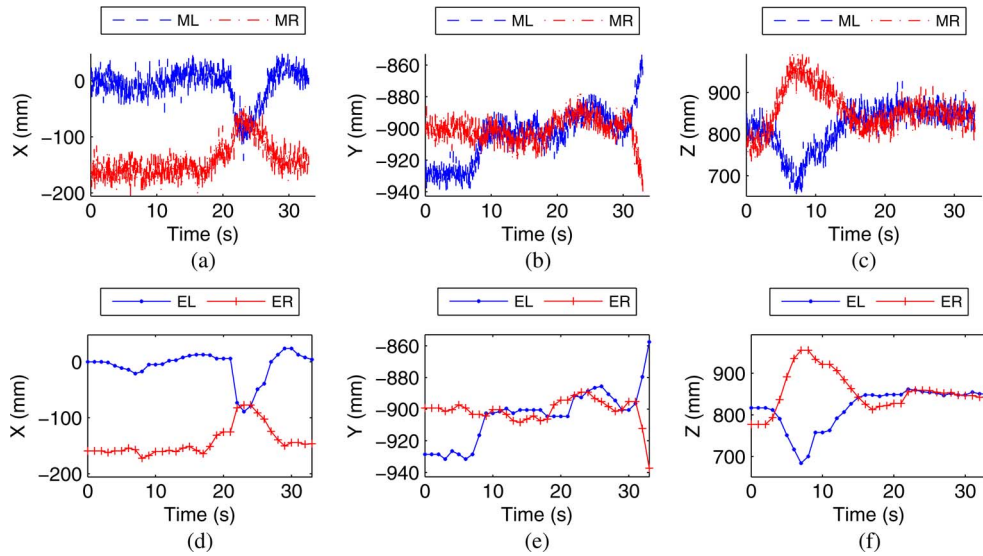 ML MR
ML MR
ML MR
0
−100
−200
X (mm)
0 10 20 30
Time (s)
(a)
−860
−880
−900
−920
−940
Y (mm)
0 10 20 30
Time (s)
(b)
900
800
700
Z (mm)
0 10 20 30
Time (s)
(c)
EL ER
EL ER
EL ER
0
−100
−200
X (mm)
0 10 20 30
Time (s)
(d)
−860
−880
−900
−920
−940
Y (mm)
0 10 20 30
Time (s)
(e)
900
800
700
Z (mm)
0 10 20 30
Time (s)
(f)